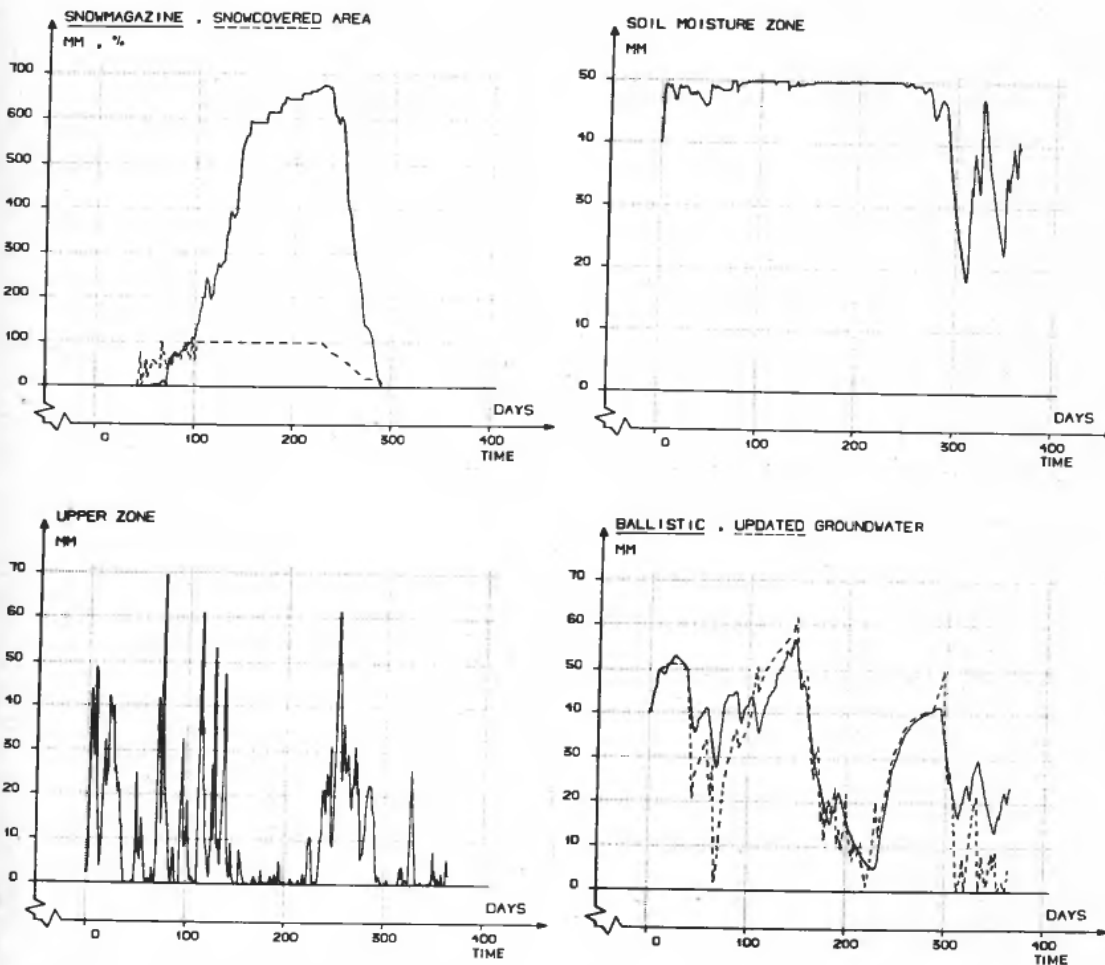 SNOWMAGAZINE , SNOWCOVERED AREA
MM , %
700
600
500
400
300
200
100
0
DAYS
0 100 200 300 400
TIME
SOIL MOISTURE ZONE
MM
50
40
30
20
10
0
DAYS
0 100 200 300 400
TIME
UPPER ZONE
MM
70
60
50
40
30
20
10
0
DAYS
0 100 200 300 400
TIME
BALLISTIC , UPDATED GROUNDWATER
MM
70
60
50
40
30
20
10
0
DAYS
0 100 200 300 400
TIME